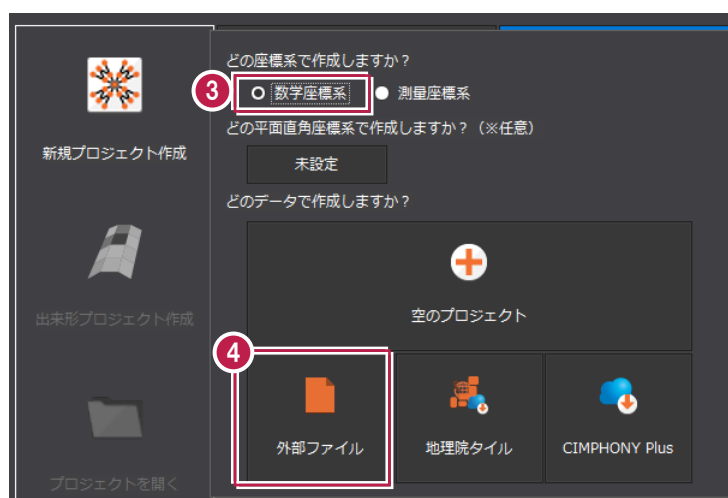 どの座標系で作成しますか？
3
数学座標系
測量座標系
新規プロジェクト作成
どの平面直角座標系で作成しますか？（※任意）
未設定
どのデータで作成しますか？
空のプロジェクト
出来形プロジェクト作成
4
外部ファイル
地理院タイル
CIMPHONY Plus
プロジェクトを開く